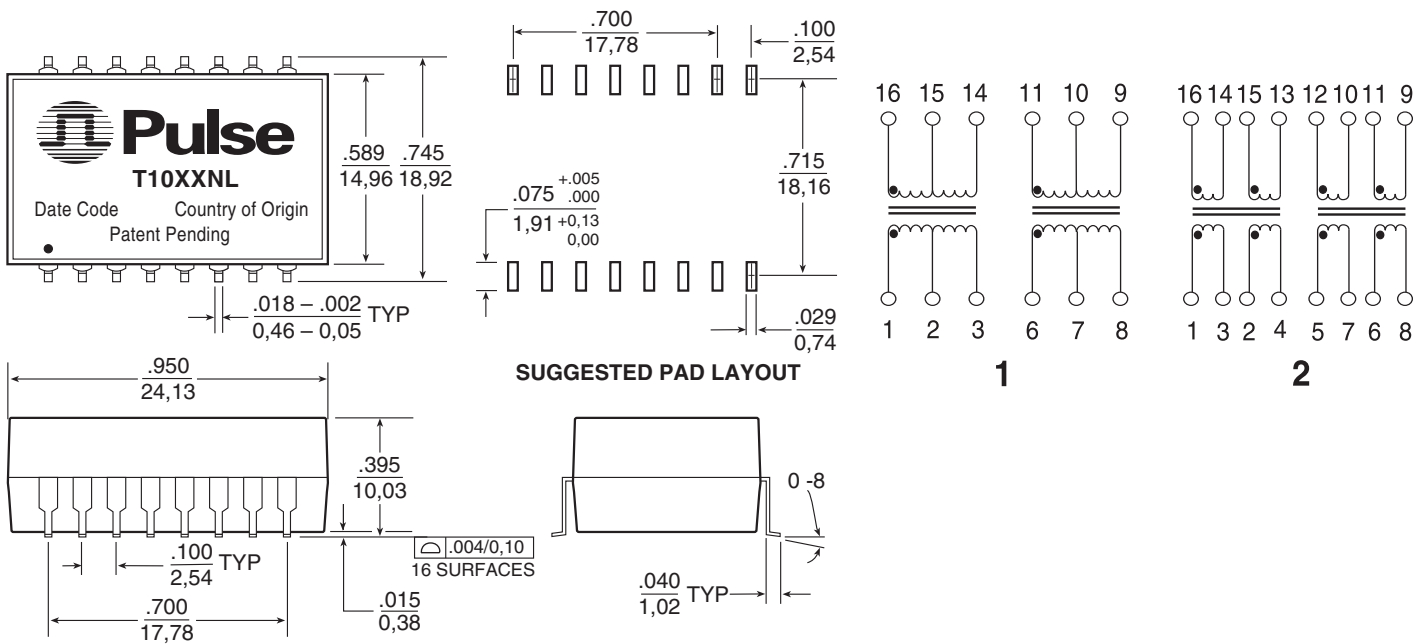 Pulse
T10XXNL
Date Code Country of Origin
Patent Pending
.589
14,96
.745
18,92
.018 – .002 TYP
0,46 – 0,05
.700
17,78
.100
2,54
.075 +.005 .000
1,91 +0,13 0,00
.715
18,16
.029
0,74
SUGGESTED PAD LAYOUT
16 15 14 11 10 9
1 2 3 6 7 8
1
16 14 15 13 12 10 11 9
1 3 2 4 5 7 6 8
2
.950
24,13
.395
10,03
.100 TYP
2,54
.700
17,78
.004/0,10
16 SURFACES
.015
0,38
0 -8
.040 TYP
1,02